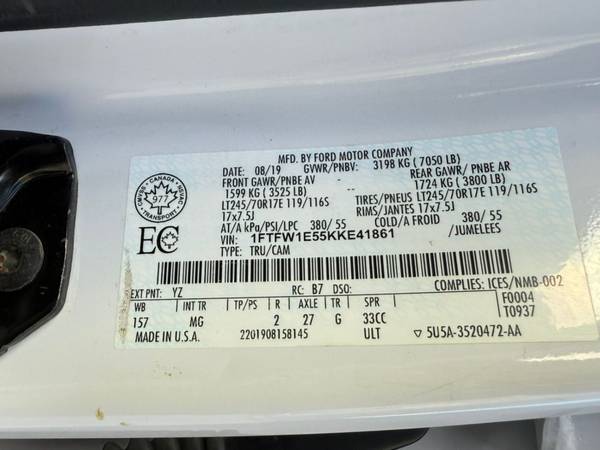 MFD. BY FORD MOTOR COMPANY
DATE: 08/19 GVWR/PNBV: 3198 KG ( 7050 LB)
FRONT GAWR/PNBE AV REAR GAWR/ PNBE AR
1599 KG ( 3525 LB) 1724 KG ( 3800 LB)
LT245/70R17E 119/116S TIRES/PNEUS LT245/70R17E 119/116S
17x7.5J RIMS/JANTES 17x7.5J
AT/A kPa/PSI/LPC 380/ 55 COLD/A FROID 380/ 55
VIN: 1FTFW1E55KKE41861 /JUMELEES
TYPE: TRU/CAM
CANADA
977
TRANSPORT
EC
EXT PNT: YZ RC: B7 DSO: COMPLIES: ICES/NMB-002
WB INT TR TP/PS R AXLE TR SPR F0004
157 MG 2 27 G 33CC T0937
MADE IN U.S.A. 2201908158145 ULT ▽ 5U5A-3520472-AA